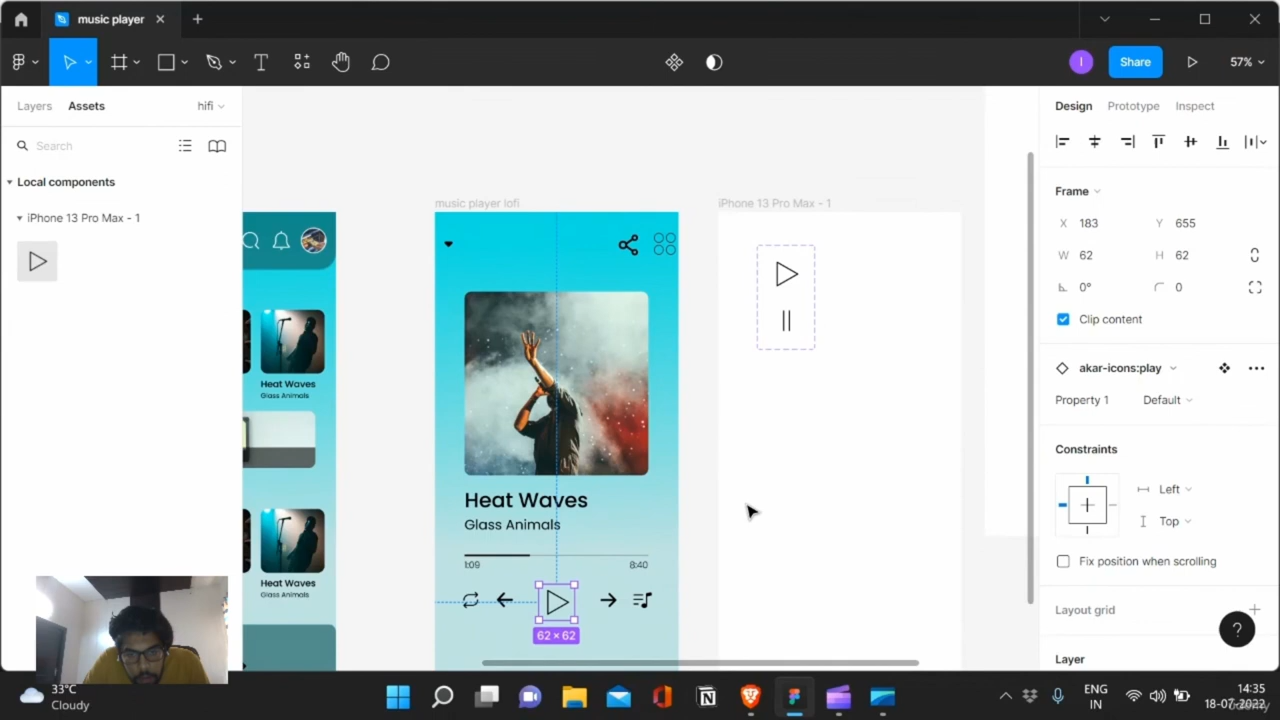 music player
Share
57%
Layers
Assets
hifi
Search
Local components
iPhone 13 Pro Max - 1
Heat Waves
Glass Animals
Heat Waves
Glass Animals
music player lofi
Heat Waves
Glass Animals
1:09
8:40
62 × 62
iPhone 13 Pro Max - 1
Design
Prototype
Inspect
Frame
X 183
Y 655
W 62
H 62
0°
0
Clip content
akar-icons:play
Property 1
Default
Constraints
Left
Top
Fix position when scrolling
Layout grid
?
Layer
33°C
Cloudy
ENG
IN
14:35
18-07-2022